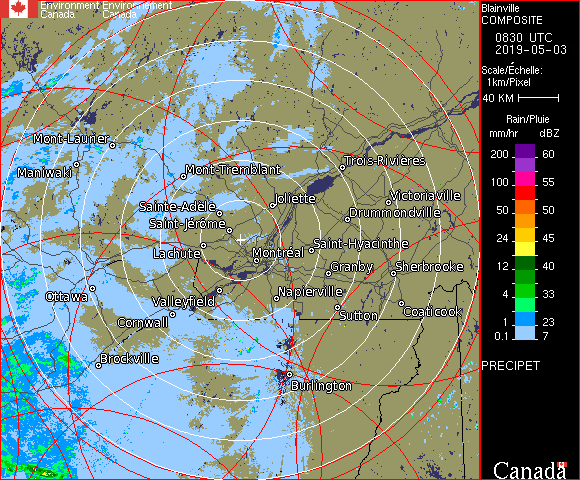 Environment Environnement
Canada Canada
Mont-Laurier
Maniwaki
Mont-Tremblant
Trois-Rivières
Sainte-Adèle
Joliette
Victoriaville
Saint-Jérôme
Drummondville
Lachute
Montréal
Saint-Hyacinthe
Granby
Sherbrooke
Ottawa
Valleyfield
Napierville
Cornwall
Sutton
Coaticook
Brockville
Burlington
Blainville
COMPOSITE
0830 UTC
2019-05-03
Scale/Échelle:
1km/Pixel
40 KM
Rain/Pluie
mm/hr dBZ
200 60
100 55
50 50
24 45
12 40
4 33
1 23
0.1 7
PRECIPET
Canada